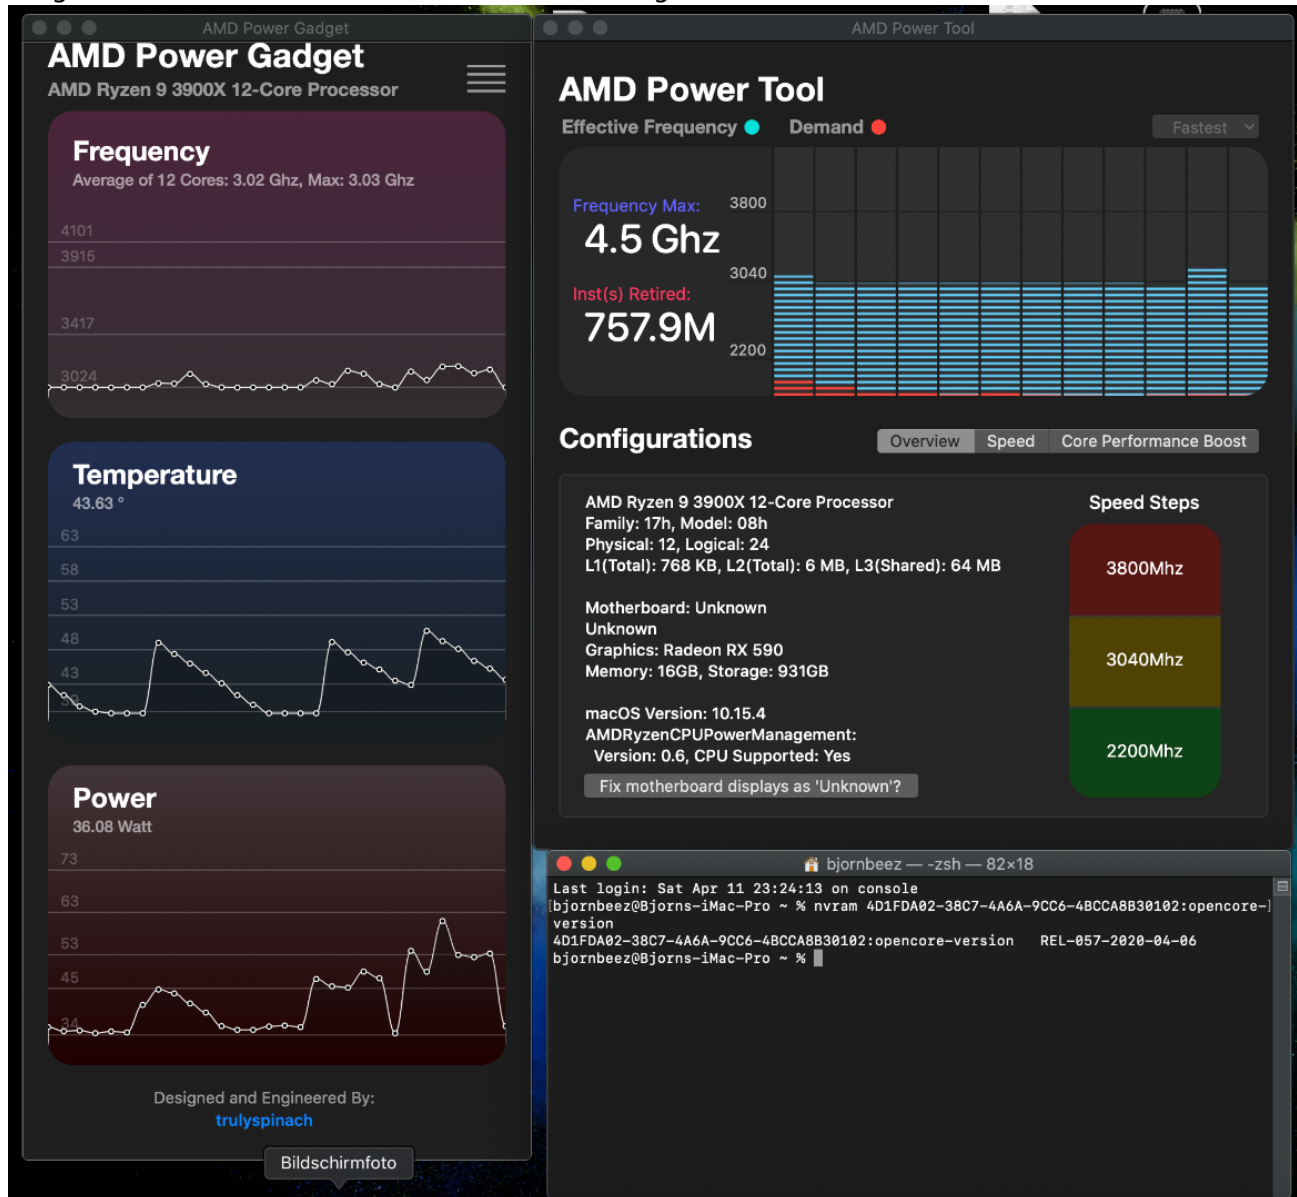 AMD Power Gadget
AMD Power Gadget
AMD Ryzen 9 3900X 12-Core Processor
Frequency
Average of 12 Cores: 3.02 Ghz, Max: 3.03 Ghz
4101
3915
3417
3024
Temperature
43.63 °
63
58
53
48
43
39
Power
36.08 Watt
73
63
53
45
34
Designed and Engineered By:
trulyspinach
Bildschirmfoto
AMD Power Tool
AMD Power Tool
Effective Frequency Demand
Fastest
Frequency Max:
4.5 Ghz
Inst(s) Retired:
757.9M
3800
3040
2200
Configurations
Overview Speed Core Performance Boost
AMD Ryzen 9 3900X 12-Core Processor
Family: 17h, Model: 08h
Physical: 12, Logical: 24
L1(Total): 768 KB, L2(Total): 6 MB, L3(Shared): 64 MB
Motherboard: Unknown
Unknown
Graphics: Radeon RX 590
Memory: 16GB, Storage: 931GB
macOS Version: 10.15.4
AMDRyzenCPUPowerManagement:
Version: 0.6, CPU Supported: Yes
Fix motherboard displays as 'Unknown'?
Speed Steps
3800Mhz
3040Mhz
2200Mhz
bjornbeez — -zsh — 82×18
Last login: Sat Apr 11 23:24:13 on console
[bjornbeez@Bjorns-iMac-Pro ~ % nvram 4D1FDA02-38C7-4A6A-9CC6-4BCCA8B30102:opencore-]
version
4D1FDA02-38C7-4A6A-9CC6-4BCCA8B30102:opencore-version REL-057-2020-04-06
bjornbeez@Bjorns-iMac-Pro ~ %